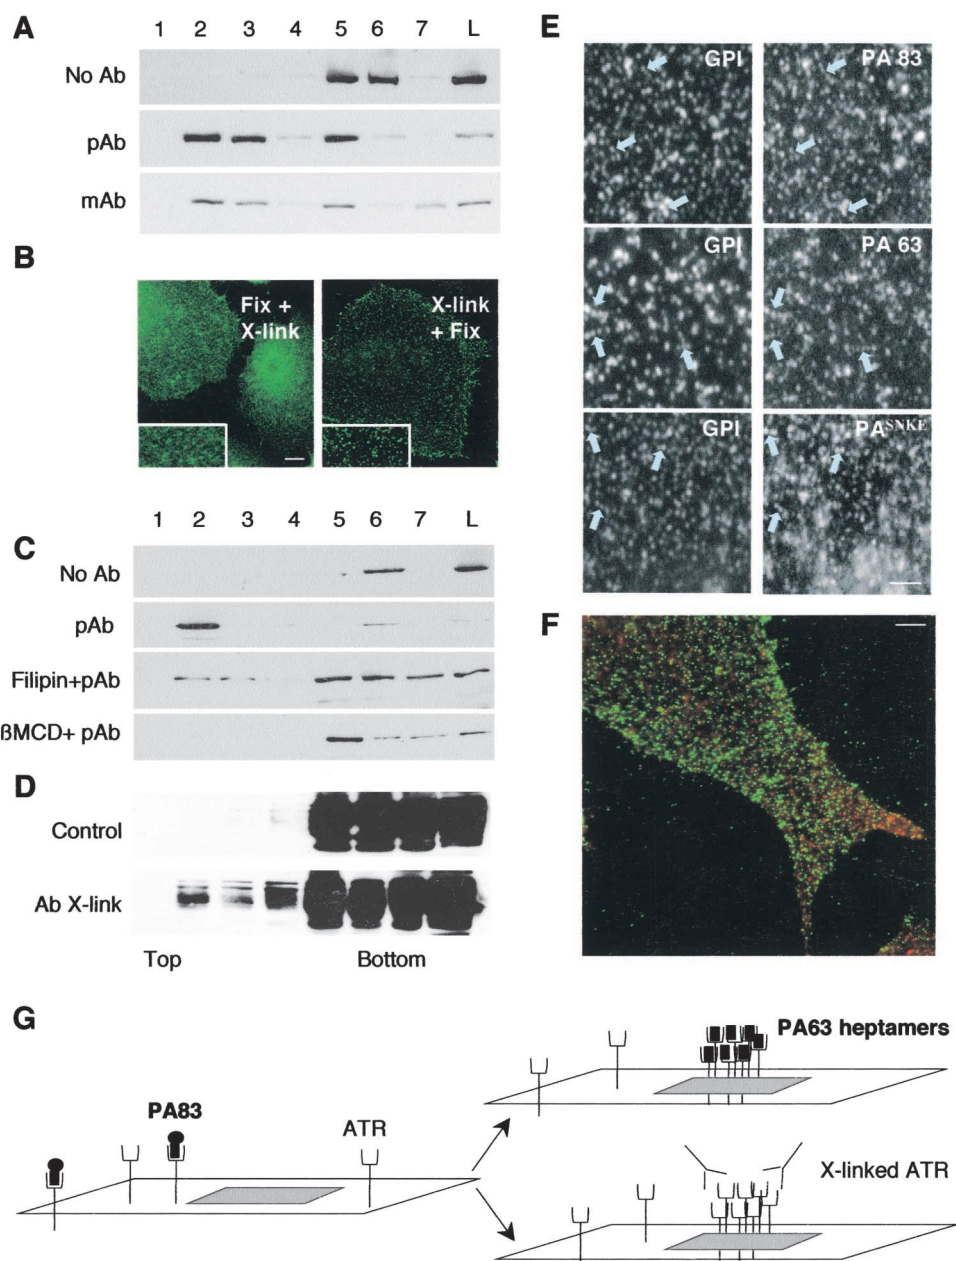 A
1 2 3 4 5 6 7 L
No Ab
pAb
mAb
B
Fix +
X-link
X-link
+ Fix
C
1 2 3 4 5 6 7 L
No Ab
pAb
Filipin+pAb
βMCD+ pAb
D
Control
Ab X-link
Top Bottom
E
GPI PA 83
GPI PA 63
GPI PASNKE
F
G
PA83
ATR
PA63 heptamers
X-linked ATR